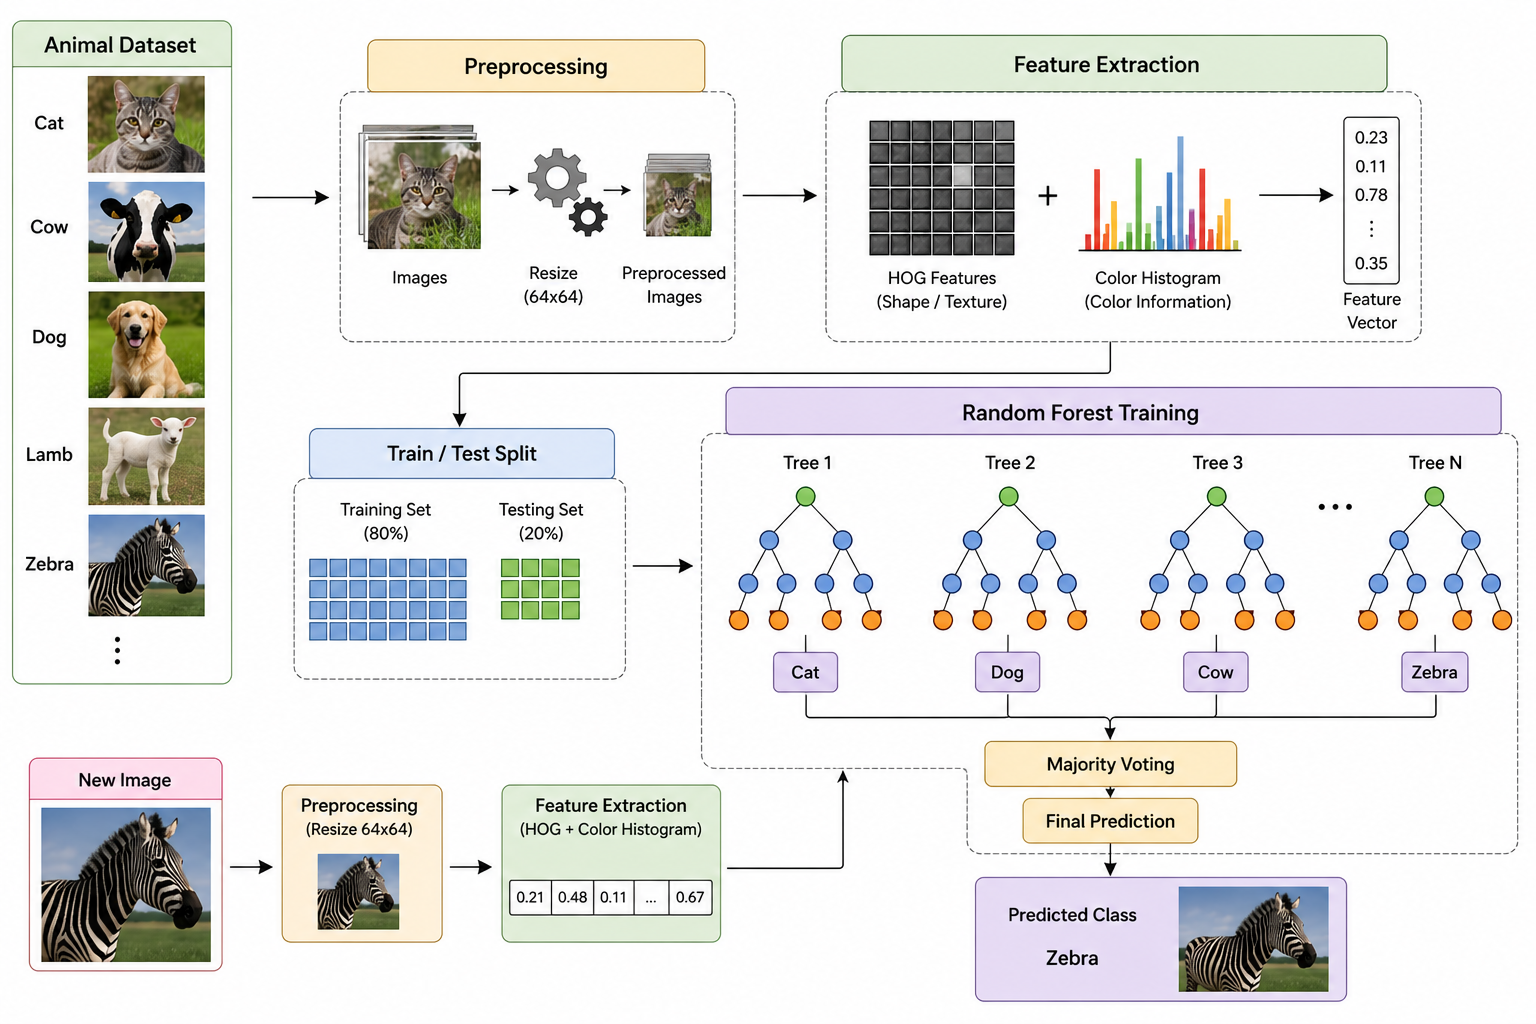 Animal Dataset
Cat
Cow
Dog
Lamb
Zebra
⋮
Preprocessing
Images
Resize
(64x64)
Preprocessed
Images
Feature Extraction
HOG Features
(Shape / Texture)
+
Color Histogram
(Color Information)
0.23
0.11
0.78
⋮
0.35
Feature
Vector
Train / Test Split
Training Set
(80%)
Testing Set
(20%)
Random Forest Training
Tree 1
Tree 2
Tree 3
...
Tree N
Cat
Dog
Cow
Zebra
Majority Voting
Final Prediction
New Image
Preprocessing
(Resize 64x64)
Feature Extraction
(HOG + Color Histogram)
0.21 0.48 0.11 ... 0.67
Predicted Class
Zebra